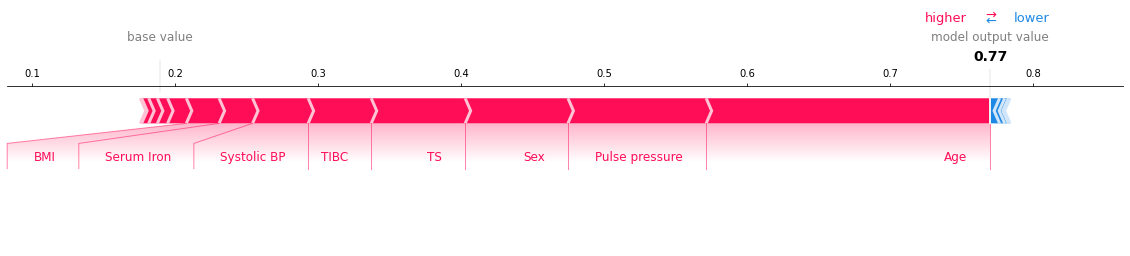 higher ⇄ lower
base value
model output value
0.77
0.1 0.2 0.3 0.4 0.5 0.6 0.7 0.8
BMI Serum Iron Systolic BP TIBC TS Sex Pulse pressure Age